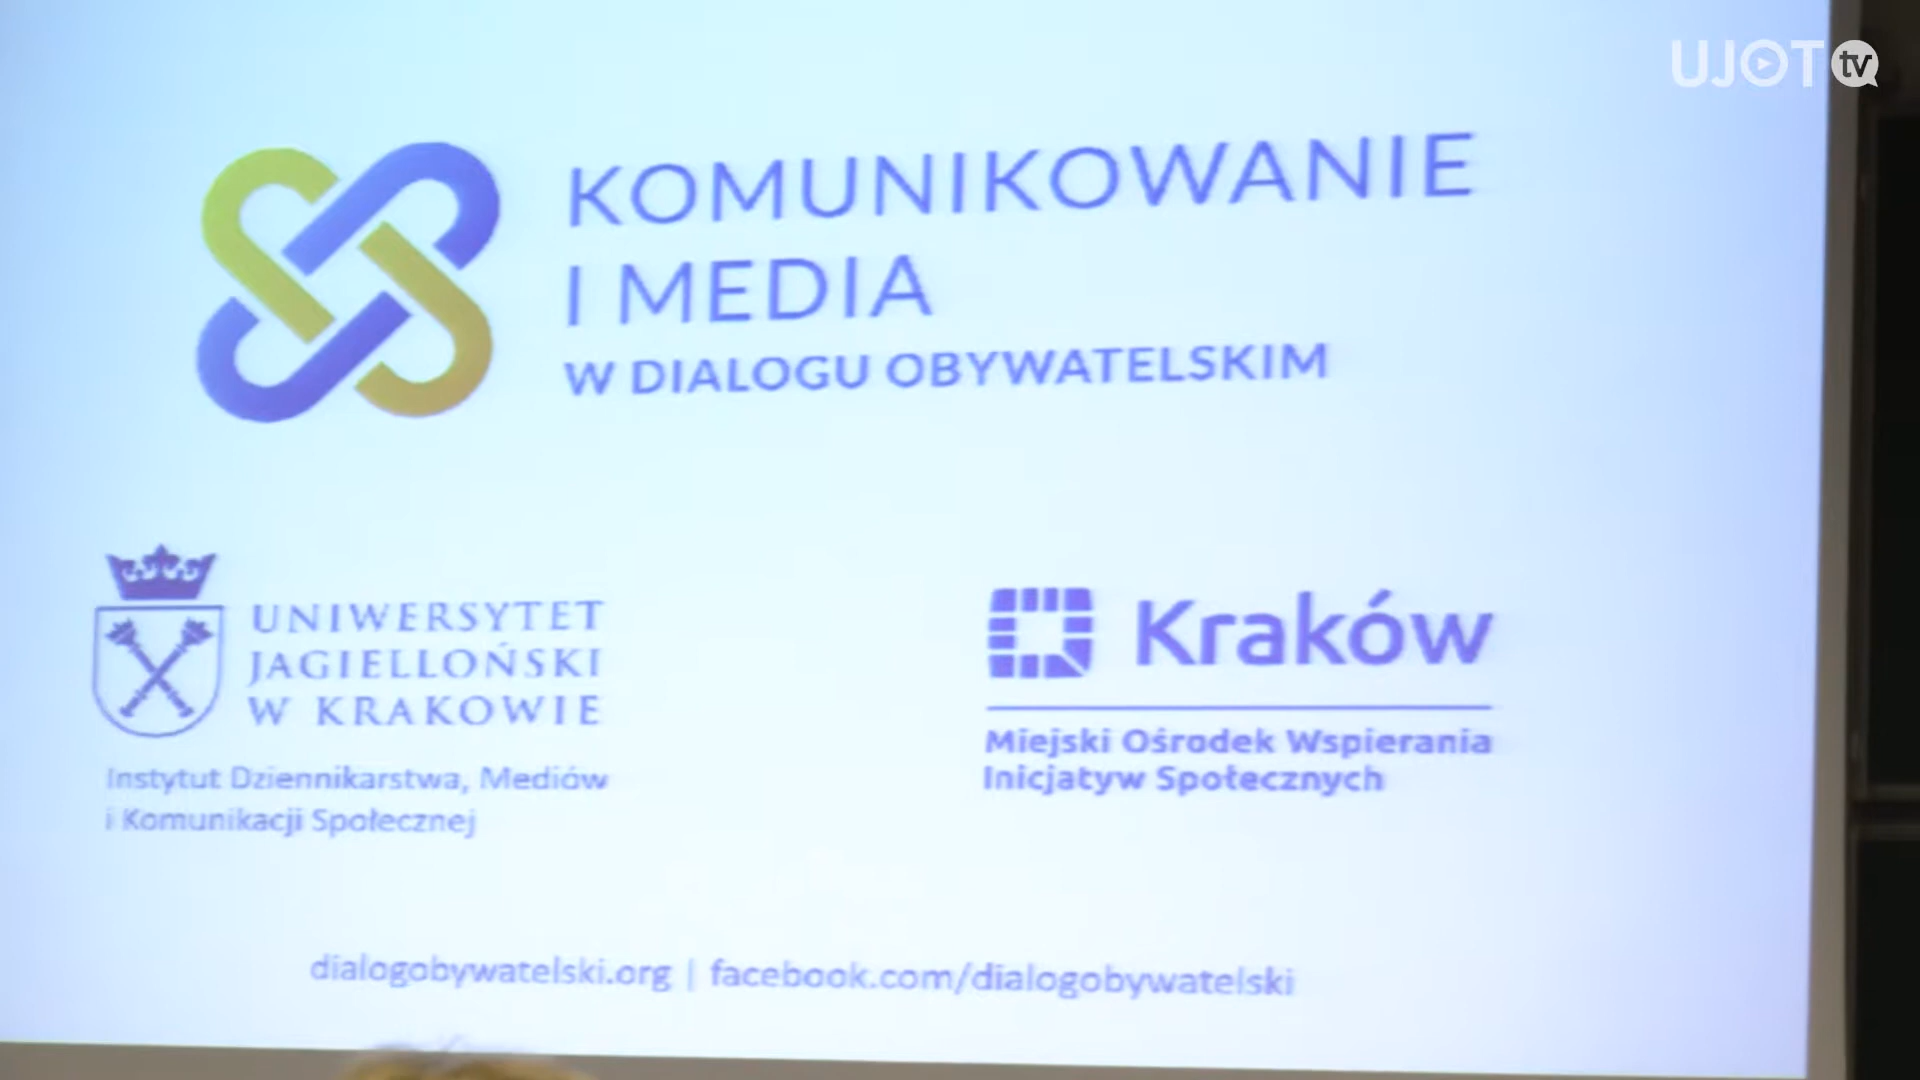 UJOT tv
KOMUNIKOWANIE
I MEDIA
W DIALOGU OBYWATELSKIM
UNIWERSYTET
JAGIELLOŃSKI
W KRAKOWIE
Instytut Dziennikarstwa, Mediów
i Komunikacji Społecznej
Kraków
Miejski Ośrodek Wspierania
Inicjatyw Społecznych
dialogobywatelski.org | facebook.com/dialogobywatelski